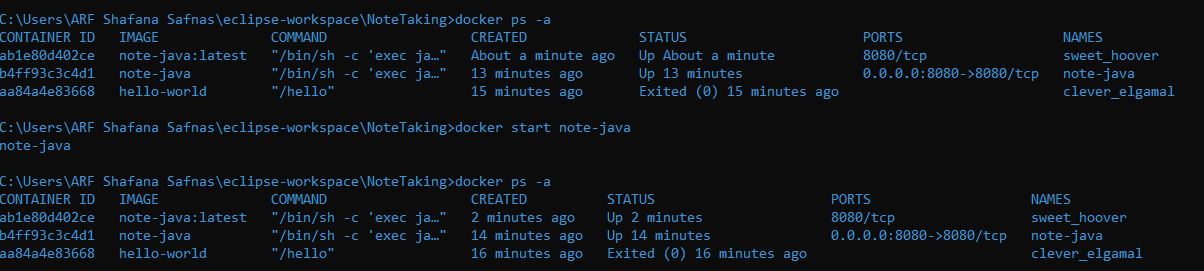 C:\Users\ARF Shafana Safnas\eclipse-workspace\NoteTaking>docker ps -a
CONTAINER ID   IMAGE              COMMAND                  CREATED              STATUS                      PORTS                    NAMES
ab1e80d402ce   note-java:latest   "/bin/sh -c 'exec ja…"   About a minute ago   Up About a minute           8080/tcp                 sweet_hoover
b4ff93c3c4d1   note-java          "/bin/sh -c 'exec ja…"   13 minutes ago       Up 13 minutes               0.0.0.0:8080->8080/tcp   note-java
aa84a4e83668   hello-world        "/hello"                 15 minutes ago       Exited (0) 15 minutes ago                            clever_elgamal
C:\Users\ARF Shafana Safnas\eclipse-workspace\NoteTaking>docker start note-java
note-java
C:\Users\ARF Shafana Safnas\eclipse-workspace\NoteTaking>docker ps -a
CONTAINER ID   IMAGE              COMMAND                  CREATED          STATUS                      PORTS                    NAMES
ab1e80d402ce   note-java:latest   "/bin/sh -c 'exec ja…"   2 minutes ago    Up 2 minutes                8080/tcp                 sweet_hoover
b4ff93c3c4d1   note-java          "/bin/sh -c 'exec ja…"   14 minutes ago   Up 14 minutes               0.0.0.0:8080->8080/tcp   note-java
aa84a4e83668   hello-world        "/hello"                 16 minutes ago   Exited (0) 16 minutes ago                            clever_elgamal